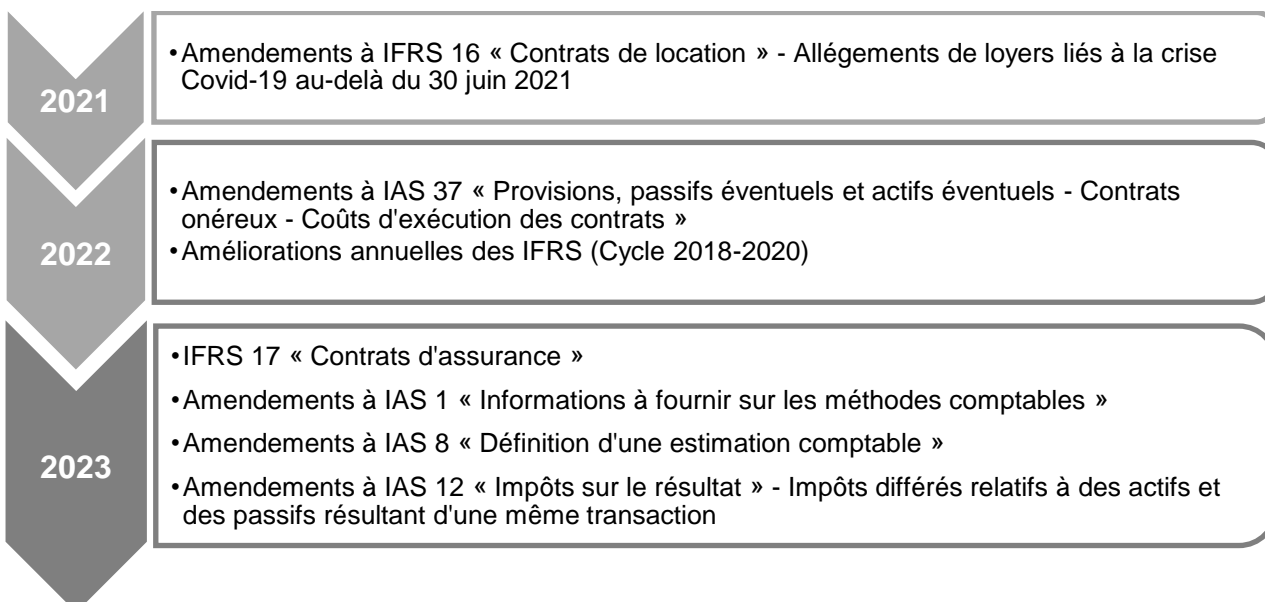 2021
•Amendements à IFRS 16 « Contrats de location » - Allégements de loyers liés à la crise
Covid-19 au-delà du 30 juin 2021
2022
•Amendements à IAS 37 « Provisions, passifs éventuels et actifs éventuels - Contrats
onéreux - Coûts d'exécution des contrats »
•Améliorations annuelles des IFRS (Cycle 2018-2020)
2023
•IFRS 17 « Contrats d'assurance »
•Amendements à IAS 1 « Informations à fournir sur les méthodes comptables »
•Amendements à IAS 8 « Définition d'une estimation comptable »
•Amendements à IAS 12 « Impôts sur le résultat » - Impôts différés relatifs à des actifs et
des passifs résultant d'une même transaction